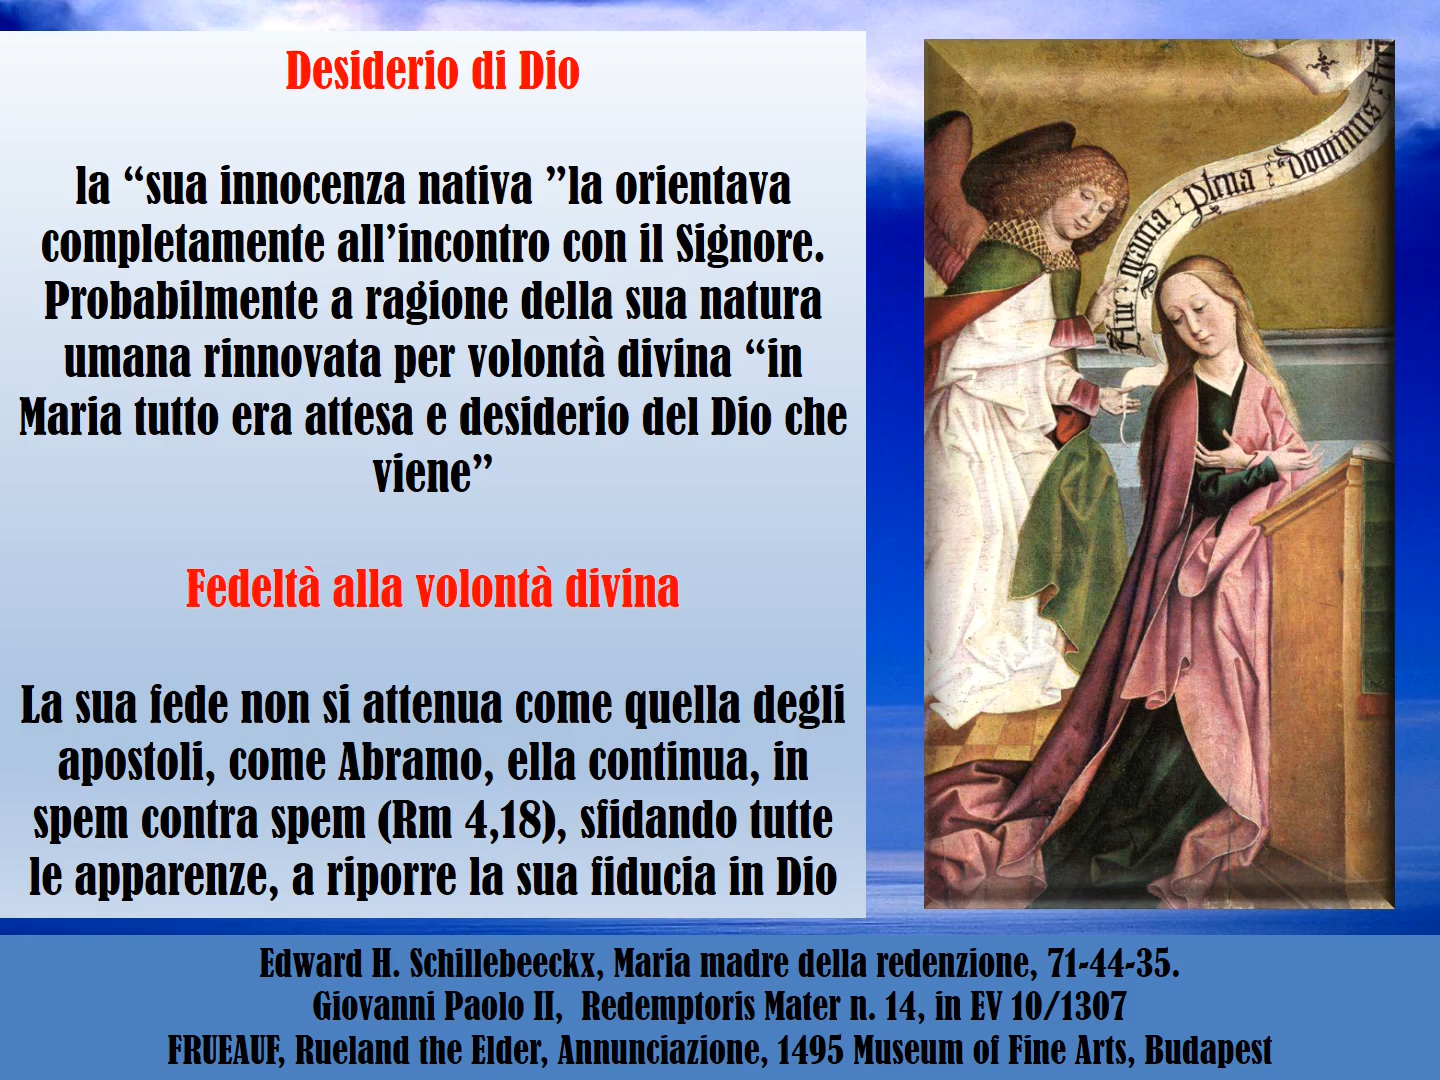 Desiderio di Dio
la “sua innocenza nativa ”la orientava
completamente all’incontro con il Signore.
Probabilmente a ragione della sua natura
umana rinnovata per volontà divina “in
Maria tutto era attesa e desiderio del Dio che
viene”
Fedeltà alla volontà divina
La sua fede non si attenua come quella degli
apostoli, come Abramo, ella continua, in
spem contra spem (Rm 4,18), sfidando tutte
le apparenze, a riporre la sua fiducia in Dio
Aue gracia plena dominus
Edward H. Schillebeeckx, Maria madre della redenzione, 71-44-35.
Giovanni Paolo II,  Redemptoris Mater n. 14, in EV 10/1307
FRUEAUF, Rueland the Elder, Annunciazione, 1495 Museum of Fine Arts, Budapest